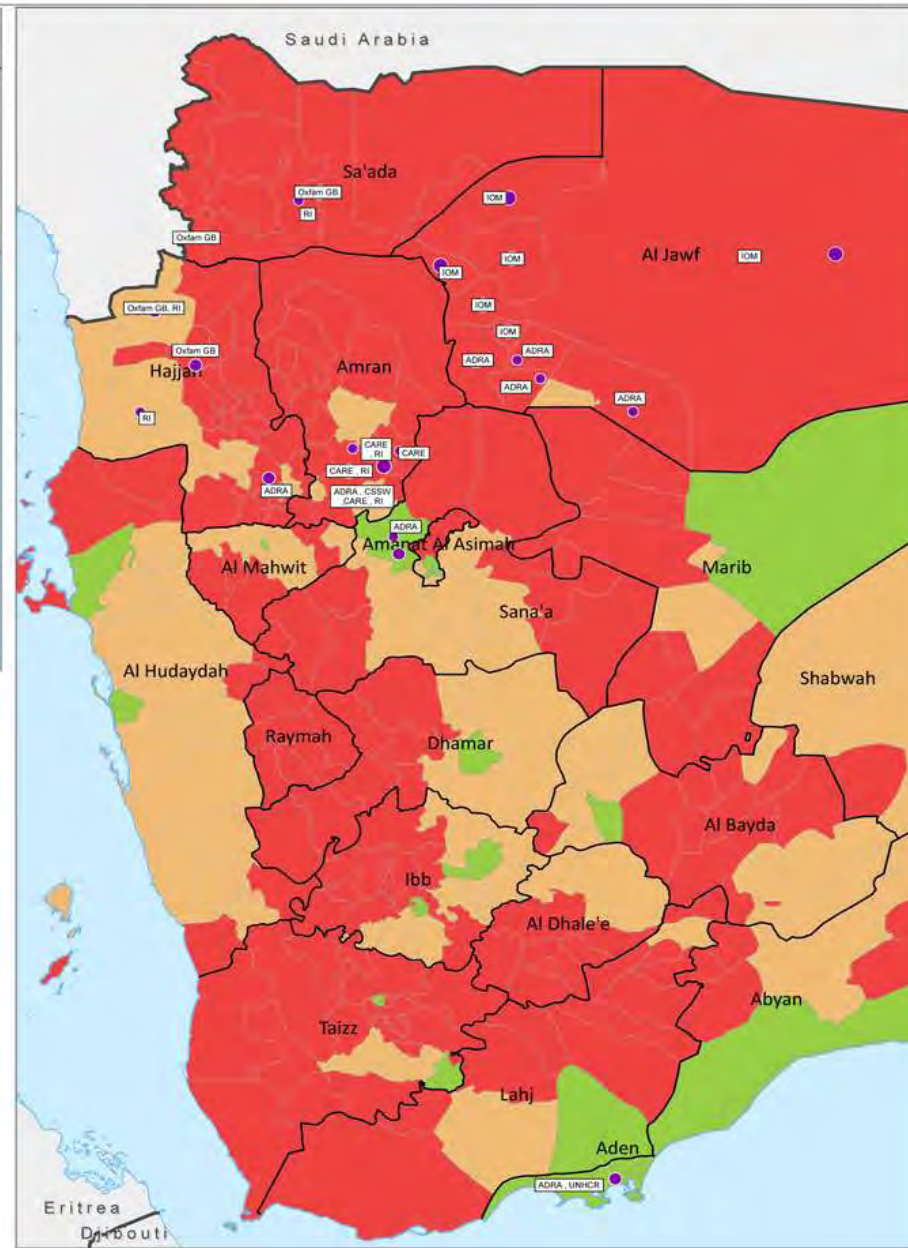 Saudi Arabia
Sa'ada
Oxfam GB
RI
IOM
Oxfam GB
Al Jawf
IOM
IOM
IOM
IOM
Oxfam GB, RI
IOM
Oxfam GB
ADRA
ADRA
Hajjah
Amran
ADRA
ADRA
RI
CARE
, RI
CARE
CARE , RI
ADRA
ADRA , CSSW
,CARE , RI
ADRA
Amanat Al Asimah
Al Mahwit
Marib
Sana'a
Al Hudaydah
Shabwah
Raymah
Dhamar
Al Bayda
Ibb
Al Dhale'e
Abyan
Taizz
Lahj
Aden
ADRA , UNHCR
Eritrea
Djibouti